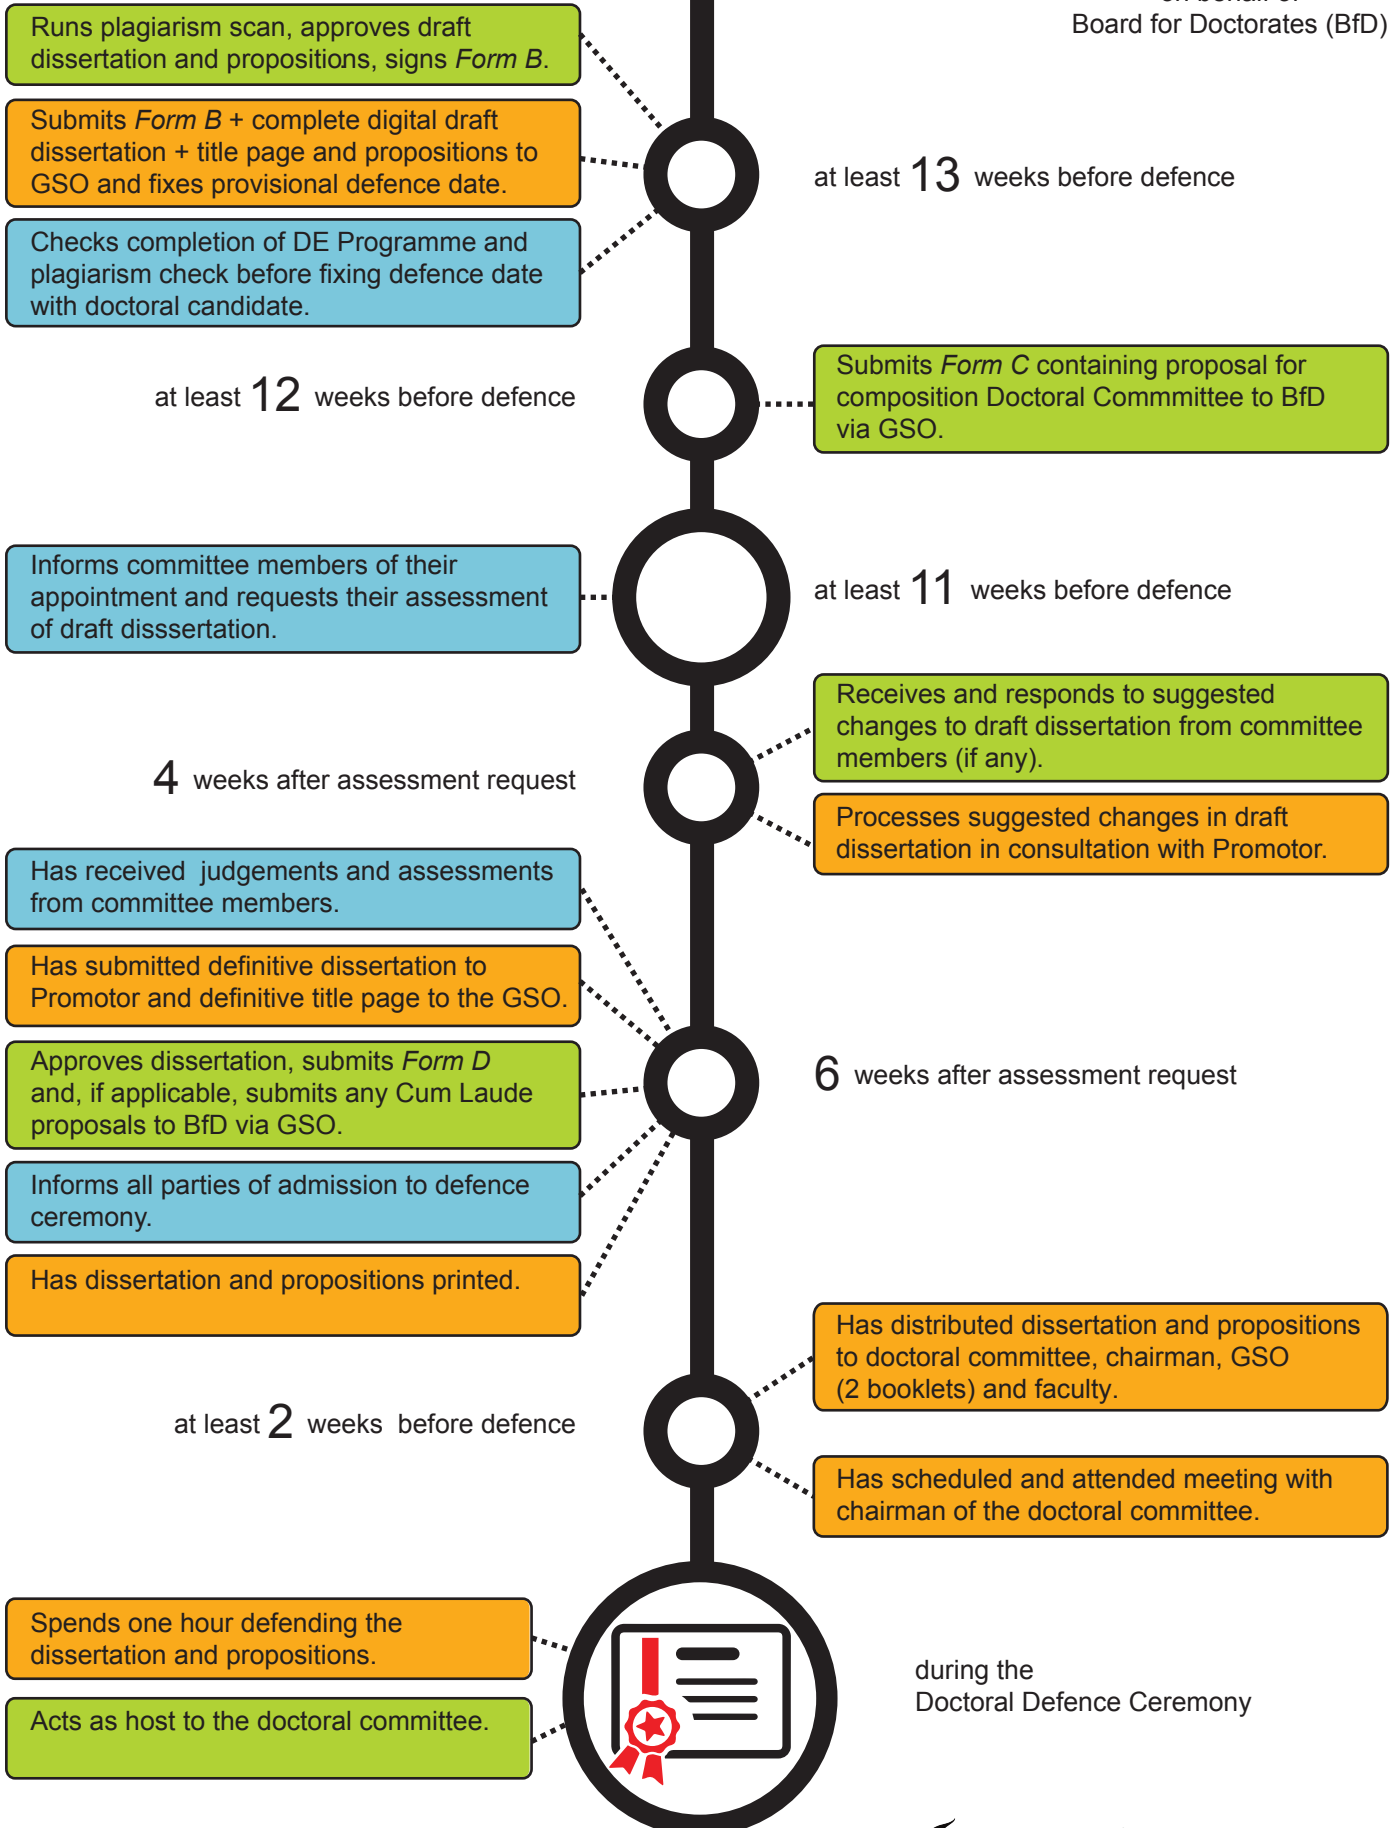 on behalf of
Board for Doctorates (BfD)
Runs plagiarism scan, approves draft
dissertation and propositions, signs Form B.
Submits Form B + complete digital draft
dissertation + title page and propositions to
GSO and fixes provisional defence date.
at least 13 weeks before defence
Checks completion of DE Programme and
plagiarism check before fixing defence date
with doctoral candidate.
at least 12 weeks before defence
Submits Form C containing proposal for
composition Doctoral Commmittee to BfD
via GSO.
Informs committee members of their
appointment and requests their assessment
of draft disssertation.
at least 11 weeks before defence
Receives and responds to suggested
changes to draft dissertation from committee
members (if any).
4 weeks after assessment request
Processes suggested changes in draft
dissertation in consultation with Promotor.
Has received judgements and assessments
from committee members.
Has submitted definitive dissertation to
Promotor and definitive title page to the GSO.
Approves dissertation, submits Form D
and, if applicable, submits any Cum Laude
proposals to BfD via GSO.
6 weeks after assessment request
Informs all parties of admission to defence
ceremony.
Has dissertation and propositions printed.
Has distributed dissertation and propositions
to doctoral committee, chairman, GSO
(2 booklets) and faculty.
at least 2 weeks before defence
Has scheduled and attended meeting with
chairman of the doctoral committee.
Spends one hour defending the
dissertation and propositions.
during the
Doctoral Defence Ceremony
Acts as host to the doctoral committee.